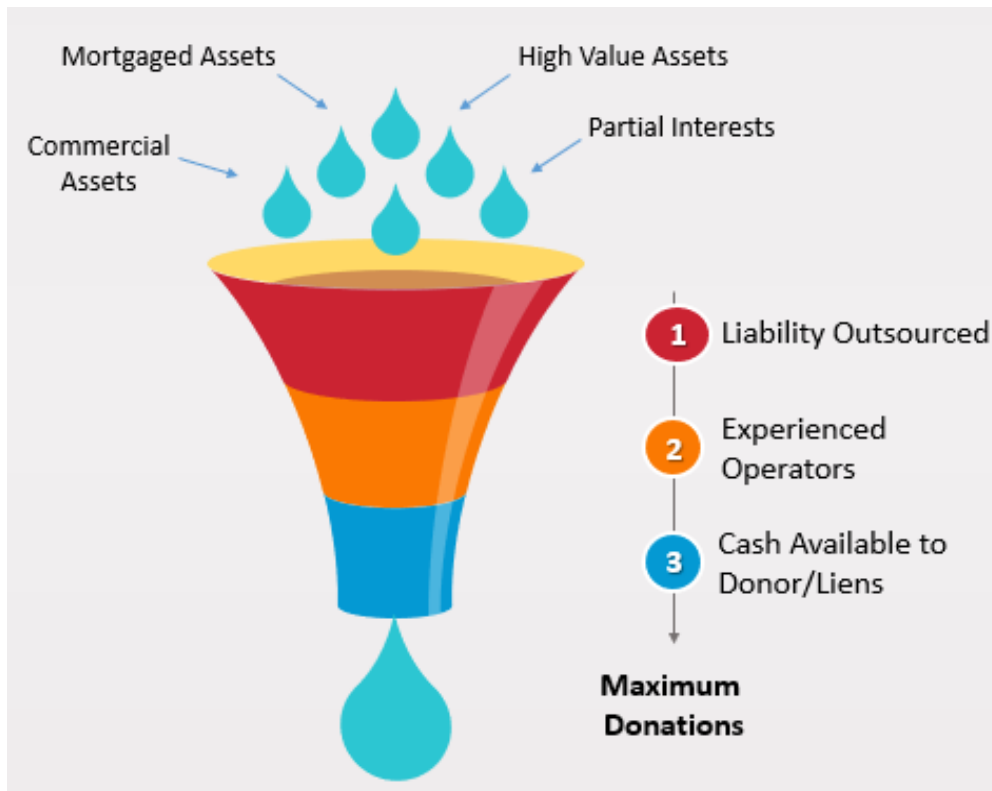 Mortgaged Assets
High Value Assets
Commercial
Assets
Partial Interests
1
Liability Outsourced
2
Experienced
Operators
3
Cash Available to
Donor/Liens
Maximum
Donations